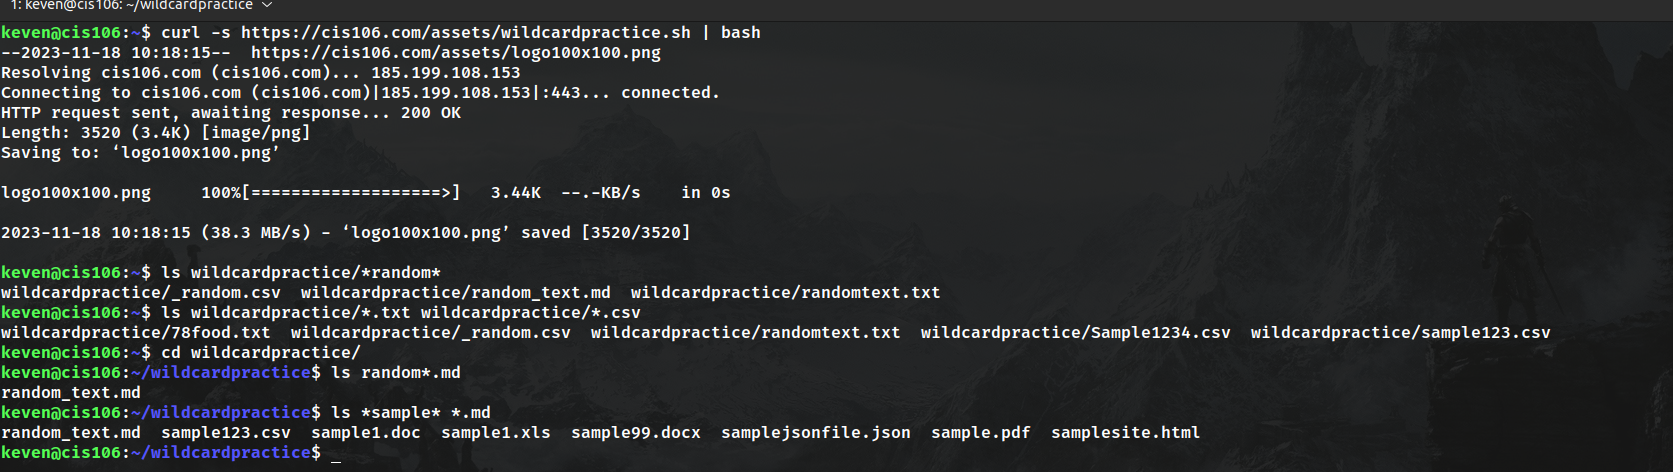 1: keven@cis106: ~/wildcardpractice
keven@cis106:~$ curl -s https://cis106.com/assets/wildcardpractice.sh | bash
--2023-11-18 10:18:15--  https://cis106.com/assets/logo100x100.png
Resolving cis106.com (cis106.com)... 185.199.108.153
Connecting to cis106.com (cis106.com)|185.199.108.153|:443... connected.
HTTP request sent, awaiting response... 200 OK
Length: 3520 (3.4K) [image/png]
Saving to: ‘logo100x100.png’
logo100x100.png     100%[===================>]   3.44K  --.-KB/s    in 0s
2023-11-18 10:18:15 (38.3 MB/s) - ‘logo100x100.png’ saved [3520/3520]
keven@cis106:~$ ls wildcardpractice/*random*
wildcardpractice/_random.csv  wildcardpractice/random_text.md  wildcardpractice/randomtext.txt
keven@cis106:~$ ls wildcardpractice/*.txt wildcardpractice/*.csv
wildcardpractice/78food.txt  wildcardpractice/_random.csv  wildcardpractice/randomtext.txt  wildcardpractice/Sample1234.csv  wildcardpractice/sample123.csv
keven@cis106:~$ cd wildcardpractice/
keven@cis106:~/wildcardpractice$ ls random*.md
random_text.md
keven@cis106:~/wildcardpractice$ ls *sample* *.md
random_text.md  sample123.csv  sample1.doc  sample1.xls  sample99.docx  samplejsonfile.json  sample.pdf  samplesite.html
keven@cis106:~/wildcardpractice$ _